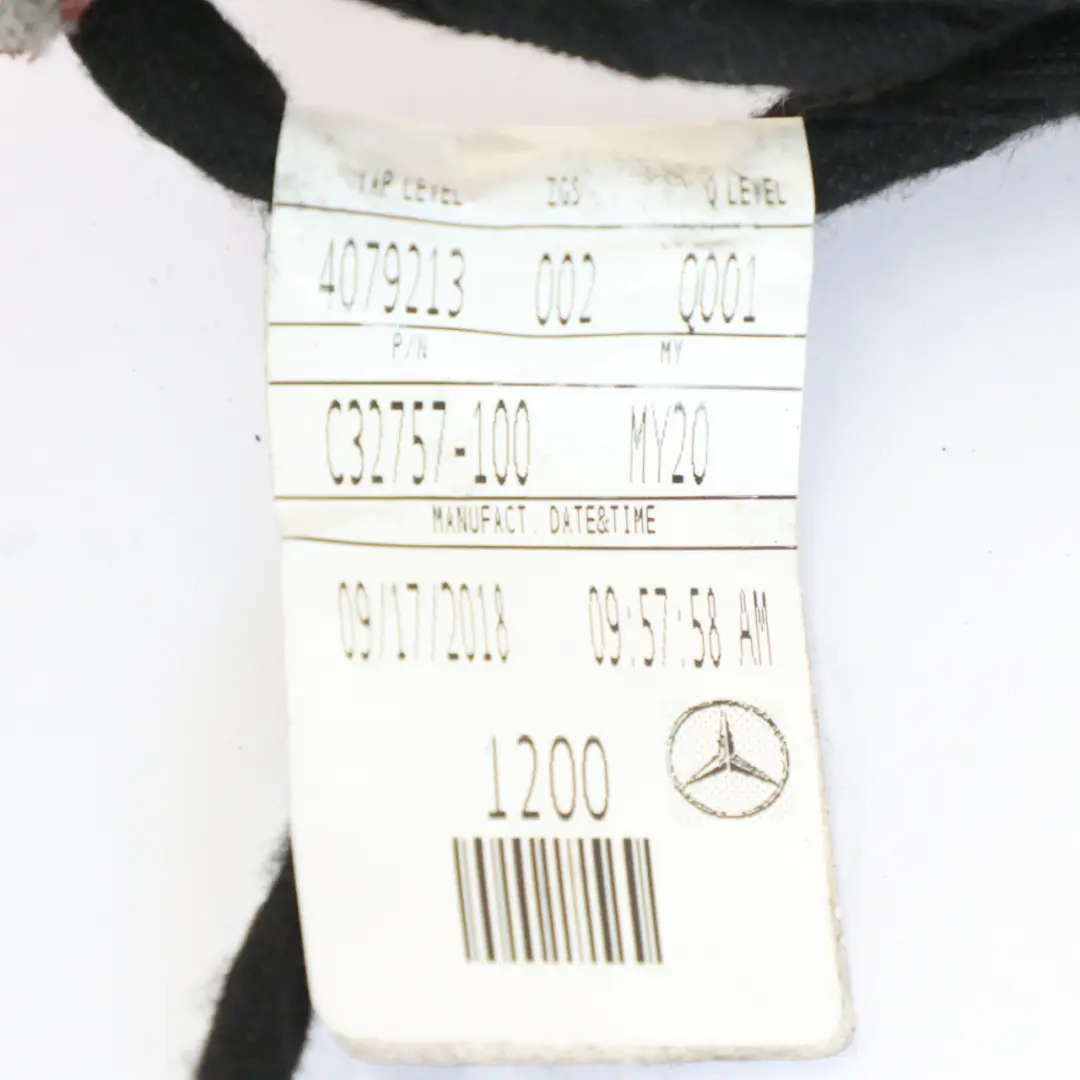 LEVEL ZGS Q LEVEL
4079213 002 Q001
P/N MY
C32757-100 MY20
MANUFACT. DATE&TIME
09/17/2018 09:57:58 AM
1200